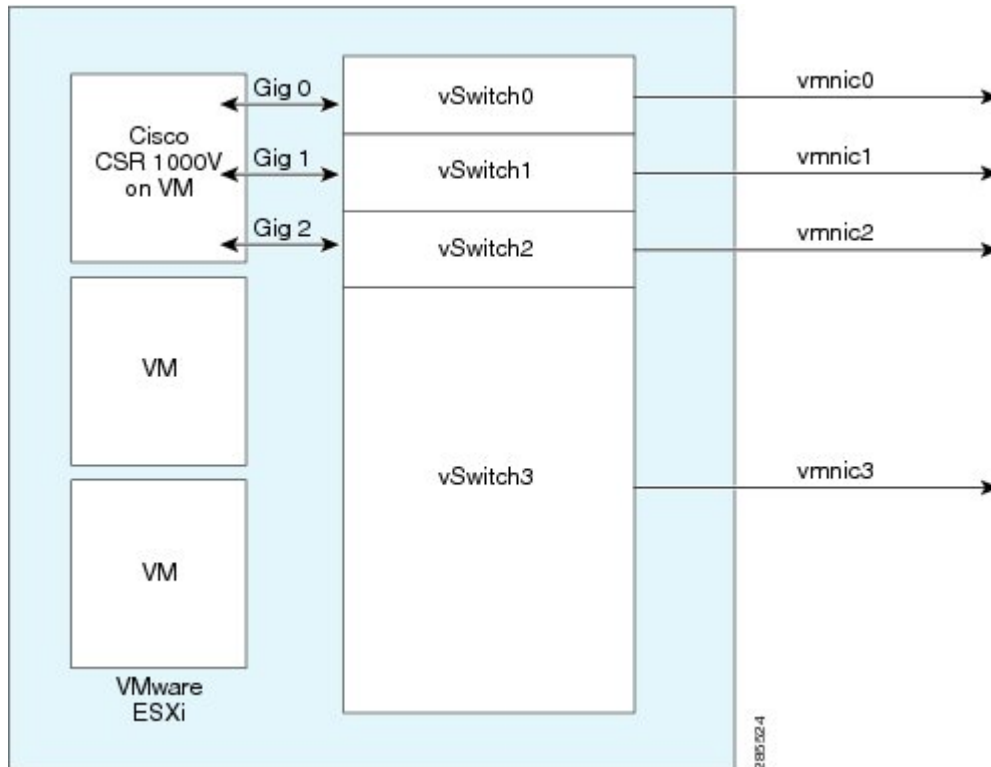 Cisco
CSR 1000V
on VM
Gig 0
Gig 1
Gig 2
vSwitch0
vSwitch1
vSwitch2
vSwitch3
vmnic0
vmnic1
vmnic2
vmnic3
VM
VM
VMware
ESXi
285524